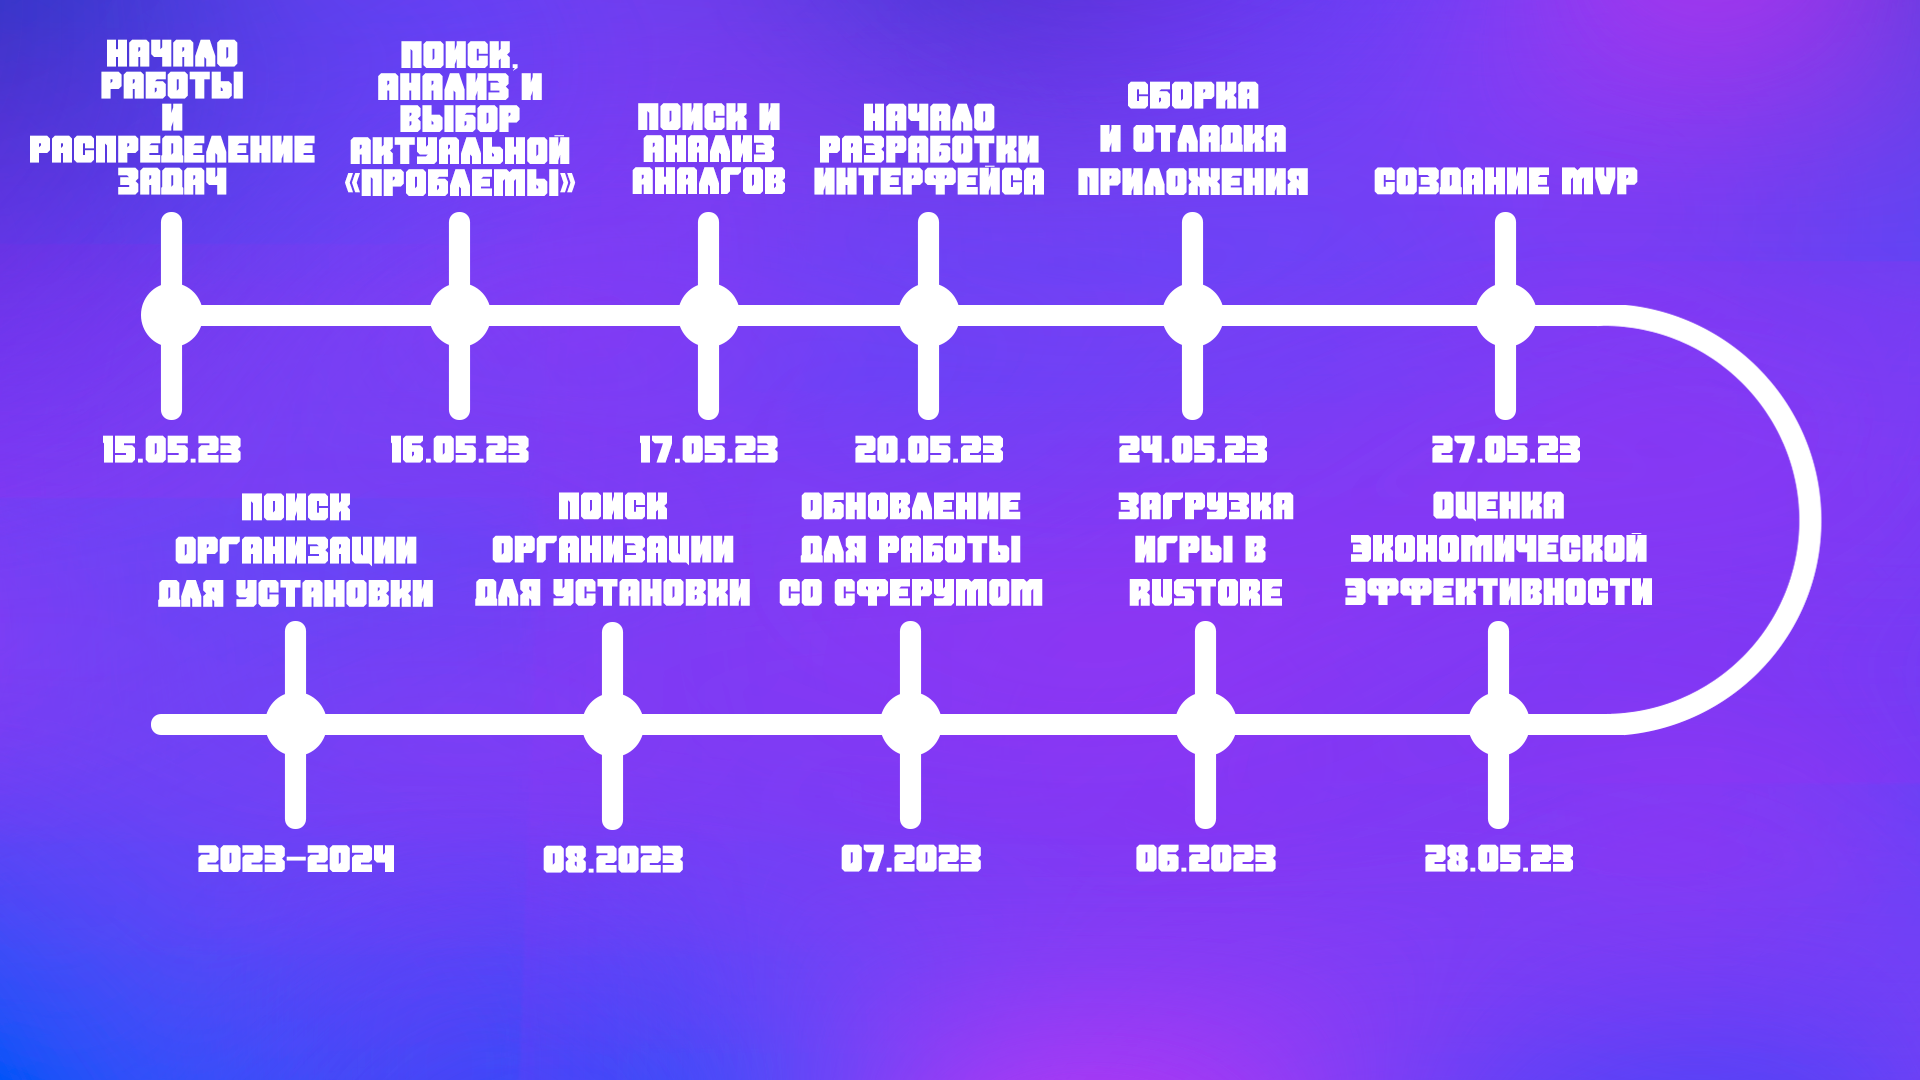 НАЧАЛО
РАБОТЫ
И
РАСПРЕДЕЛЕНИЕ
ЗАДАЧ
15.05.23
ПОИСК,
АНАЛИЗ И
ВЫБОР
АКТУАЛЬНОЙ
«ПРОБЛЕМЫ»
16.05.23
ПОИСК И
АНАЛИЗ
АНАЛГОВ
17.05.23
НАЧАЛО
РАЗРАБОТКИ
ИНТЕРФЕЙСА
20.05.23
СБОРКА
И ОТЛАДКА
ПРИЛОЖЕНИЯ
24.05.23
СОЗДАНИЕ MVP
27.05.23
ПОИСК
ОРГАНИЗАЦИИ
ДЛЯ УСТАНОВКИ
2023-2024
ПОИСК
ОРГАНИЗАЦИИ
ДЛЯ УСТАНОВКИ
08.2023
ОБНОВЛЕНИЕ
ДЛЯ РАБОТЫ
СО СФЕРУМОМ
07.2023
ЗАГРУЗКА
ИГРЫ В
RUSTORE
06.2023
ОЦЕНКА
ЭКОНОМИЧЕСКОЙ
ЭФФЕКТИВНОСТИ
28.05.23